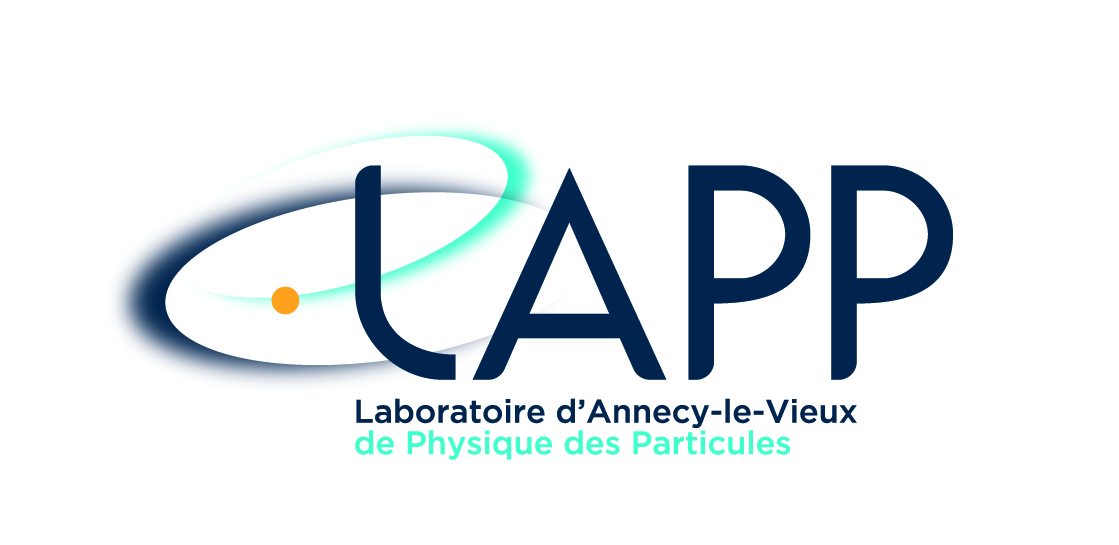 LAPP
Laboratoire d’Annecy-le-Vieux
de Physique des Particules